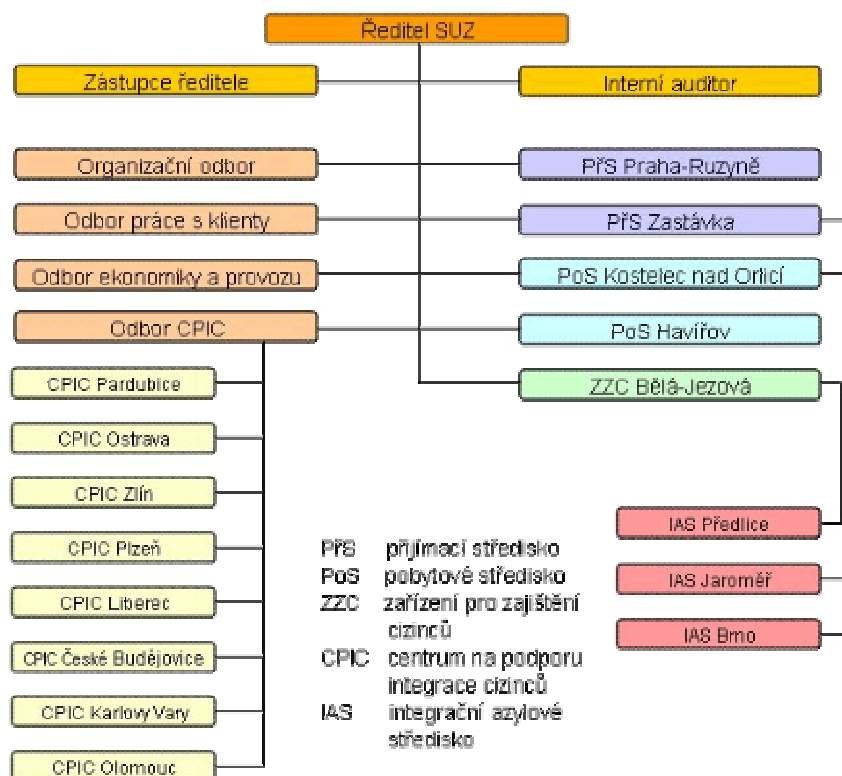 Ředitel SUZ
Zástupce ředitele
Interní auditor
Organizační odbor
PřS Praha-Ruzyně
Odbor práce s klienty
PřS Zastávka
Odbor ekonomiky a provozu
PoS Kostelec nad Orlicí
Odbor CPIC
PoS Havířov
CPIC Pardubice
ZZC Bělá-Jezová
CPIC Ostrava
CPIC Zlín
CPIC Plzeň
CPIC Liberec
CPIC České Budějovice
CPIC Karlovy Vary
CPIC Olomouc
PřS přijímací středisko
PoS pobytové středisko
ZZC zařízení pro zajištění
cizinců
CPIC centrum na podporu
integrace cizinců
IAS integrační azylové
středisko
IAS Předlice
IAS Jaroměř
IAS Brno